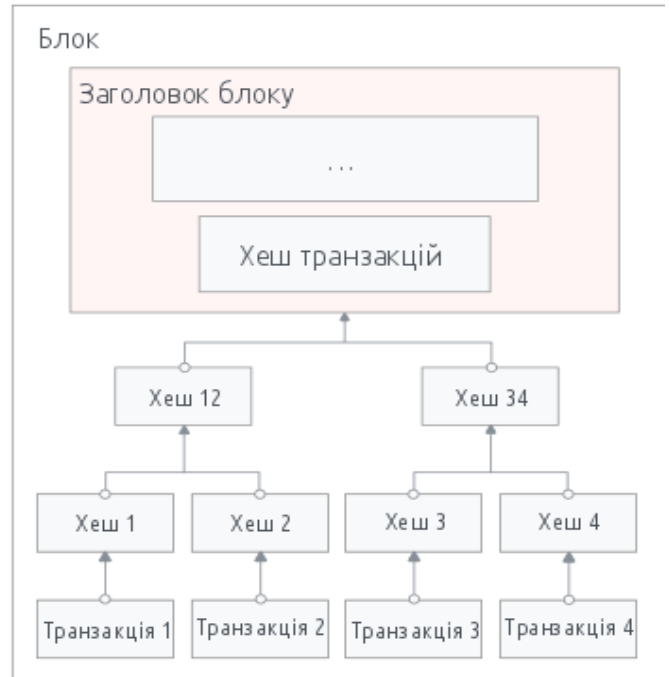 Блок
Заголовок блоку
...
Хеш транзакцій
Хеш 12
Хеш 34
Хеш 1
Хеш 2
Хеш 3
Хеш 4
Транзакція 1
Транзакція 2
Транзакція 3
Транзакція 4